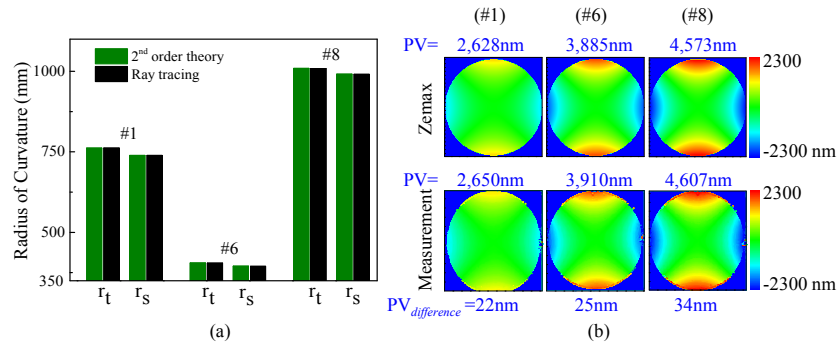 (#1) (#6) (#8)
PV= 2,628nm 3,885nm 4,573nm
2nd order theory
Ray tracing
#1
#6
#8
Radius of Curvature (mm)
1000
750
500
350
rt rs rt rs rt rs
(a)
Zemax
2300
-2300 nm
PV= 2,650nm 3,910nm 4,607nm
Measurement
2300
-2300 nm
PVdifference =22nm 25nm 34nm
(b)